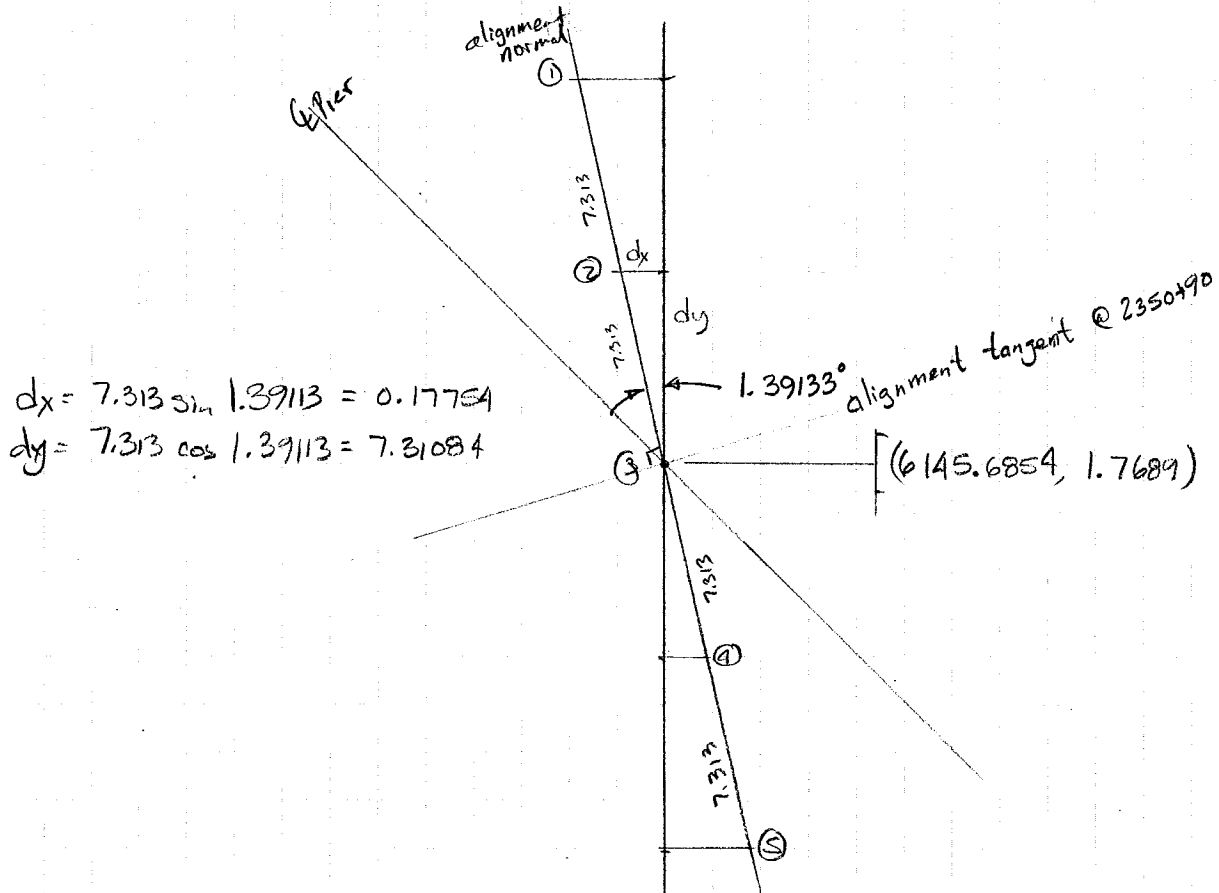 alignment
normal
①
℄ Pier
7.313
②
dx
dy
7.313
1.39133°
alignment tangent @ 2350+90
dx = 7.313 sin 1.39113 = 0.17754
dy = 7.313 cos 1.39113 = 7.31084
③
(6145.6854, 1.7689)
7.313
④
7.313
⑤